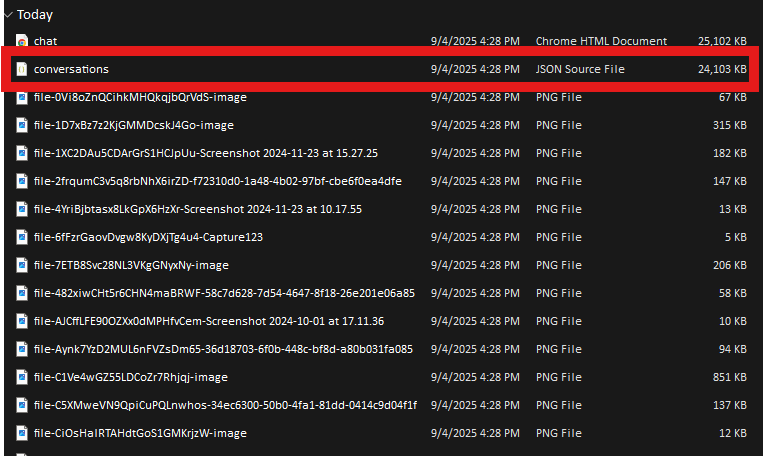 Today
chat 9/4/2025 4:28 PM Chrome HTML Document 25,102 KB
conversations 9/4/2025 4:28 PM JSON Source File 24,103 KB
file-0Vi8oZnQCihkMHQkqjbQrVdS-image 9/4/2025 4:28 PM PNG File 67 KB
file-1D7xBz7z2KjGMMDcskJ4Go-image 9/4/2025 4:28 PM PNG File 315 KB
file-1XC2DAu5CDArGrS1HCJpUu-Screenshot 2024-11-23 at 15.27.25 9/4/2025 4:28 PM PNG File 182 KB
file-2frqumC3v5q8rbNhX6irZD-f72310d0-1a48-4b02-97bf-cbe6f0ea4dfe 9/4/2025 4:28 PM PNG File 147 KB
file-4YriBjbtasx8LkGpX6HzXr-Screenshot 2024-11-23 at 10.17.55 9/4/2025 4:28 PM PNG File 13 KB
file-6fFzrGaovDvgw8KyDXjTg4u4-Capture123 9/4/2025 4:28 PM PNG File 5 KB
file-7ETB8Svc28NL3VKgGNyxNy-image 9/4/2025 4:28 PM PNG File 206 KB
file-482xiwCHt5r6CHN4maBRWF-58c7d628-7d54-4647-8f18-26e201e06a85 9/4/2025 4:28 PM PNG File 58 KB
file-AJCffLFE90OZXx0dMPHfvCem-Screenshot 2024-10-01 at 17.11.36 9/4/2025 4:28 PM PNG File 10 KB
file-Aynk7YzD2MUL6nFVZsDm65-36d18703-6f0b-448c-bf8d-a80b031fa085 9/4/2025 4:28 PM PNG File 94 KB
file-C1Ve4wGZ55LDCoZr7Rhjqj-image 9/4/2025 4:28 PM PNG File 851 KB
file-C5XMweVN9QpiCuPQLnwhos-34ec6300-50b0-4fa1-81dd-0414c9d04f1f 9/4/2025 4:28 PM PNG File 137 KB
file-CiOsHaIRTAHdtGoS1GMKrjzW-image 9/4/2025 4:28 PM PNG File 12 KB